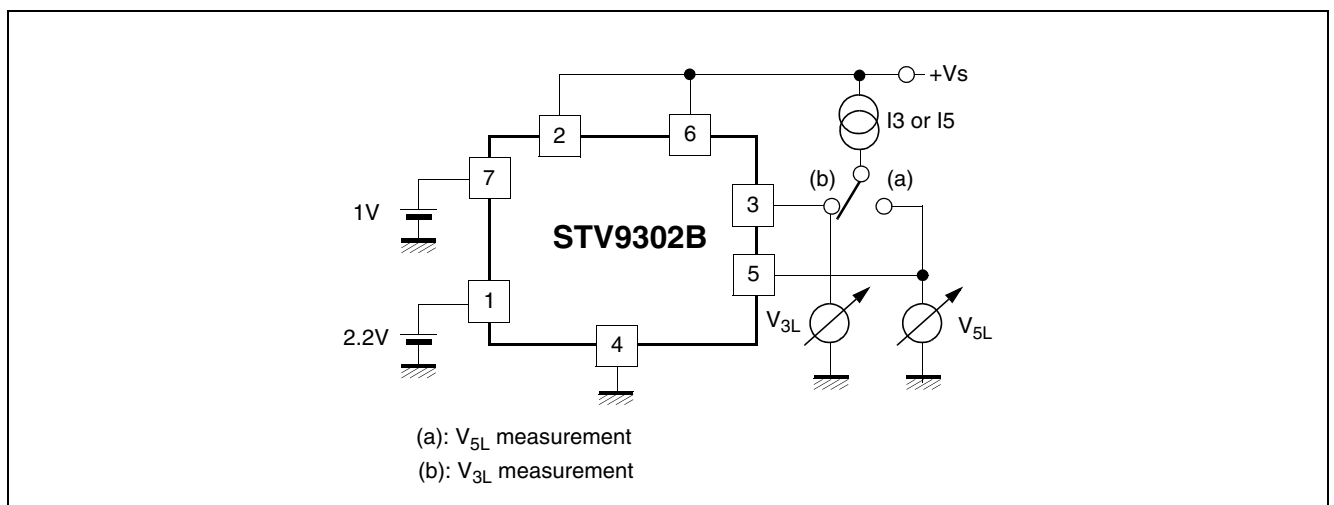 +Vs
I3 or I5
2
6
7
(b)
(a)
1V
3
STV9302B
5
1
V3L
V5L
2.2V
4
(a): V5L measurement
(b): V3L measurement